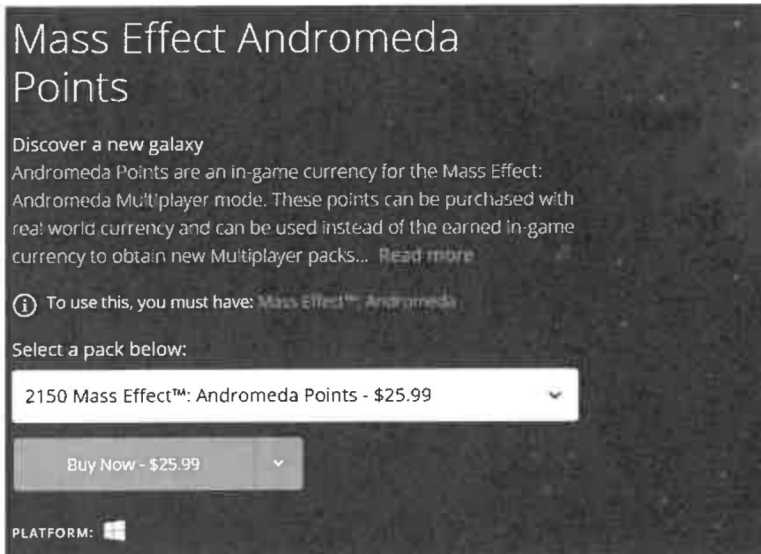 Mass Effect Andromeda
Points
Discover a new galaxy
Andromeda Points are an in-game currency for the Mass Effect:
Andromeda Multiplayer mode. These points can be purchased with
real world currency and can be used instead of the earned in-game
currency to obtain new Multiplayer packs... Read more
To use this, you must have: Mass Effect™: Andromeda
Select a pack below:
2150 Mass Effect™: Andromeda Points - $25.99
Buy Now - $25.99
PLATFORM: